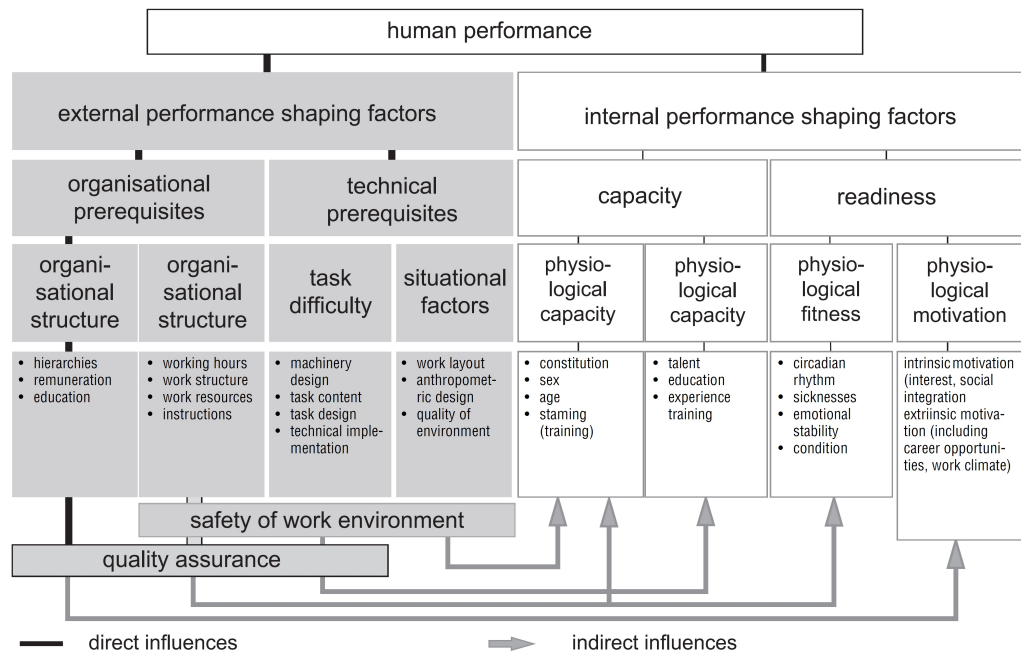 human performance
external performance shaping factors
internal performance shaping factors
organisational
prerequisites
technical
prerequisites
capacity
readiness
organi-
sational
structure
organi-
sational
structure
task
difficulty
situational
factors
physio-
logical
capacity
physio-
logical
capacity
physio-
logical
fitness
physio-
logical
motivation
• hierarchies
• remuneration
• education
• working hours
• work structure
• work resources
• instructions
• machinery
design
• task content
• task design
• technical imple-
mentation
• work layout
• anthropomet-
ric design
• quality of
environment
• constitution
• sex
• age
• staming
(training)
• talent
• education
• experience
training
• circadian
rhythm
• sicknesses
• emotional
stability
• condition
intrinsic motivation
(interest, social
integration
extriinsic motiva-
tion (including
career opportuni-
ties, work climate)
safety of work environment
quality assurance
direct influences
indirect influences